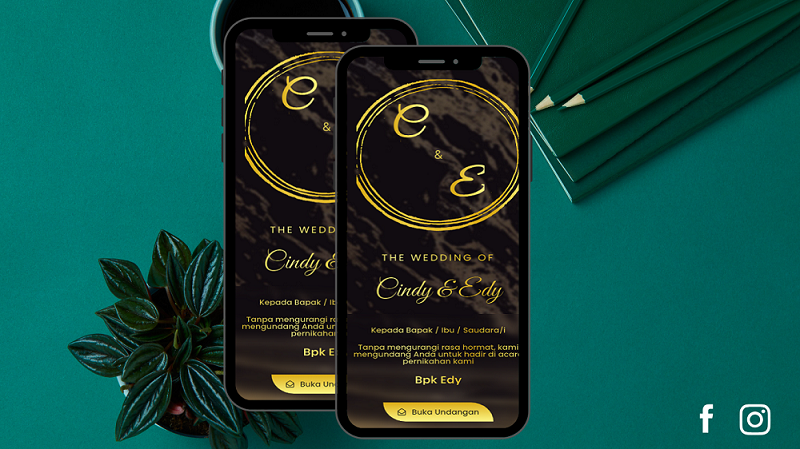 C
&
THE WEDD
Cindy &
Kepada Bapak / Ib
Tanpa mengurangi ra
mengundang Anda u
pernikahan
Bpk E
Buka Und
C
&
E
THE WEDDING OF
Cindy & Edy
Kepada Bapak / Ibu / Saudara/i
Tanpa mengurangi rasa hormat, kami
mengundang Anda untuk hadir di acara
pernikahan kami
Bpk Edy
Buka Undangan
f